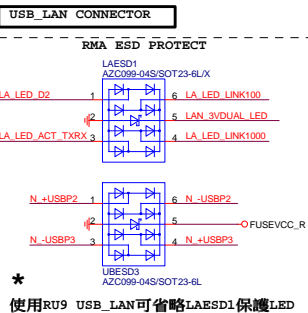 USB_LAN CONNECTOR
RMA ESD PROTECT
LAESD1
AZC099-04S/SOT23-6L/X
LA_LED_D2 1 6 LA_LED_LINK100
2 5 LAN_3VDUAL_LED
LA_LED_ACT_TXRX 3 4 LA_LED_LINK1000
N_+USBP2 1 6 N_-USBP2
2 5 FUSEVCC_R
N_-USBP3 3 4 N_+USBP3
UBESD3
AZC099-04S/SOT23-6L
*
使用RU9 USB_LAN可省略LAESD1保護LED